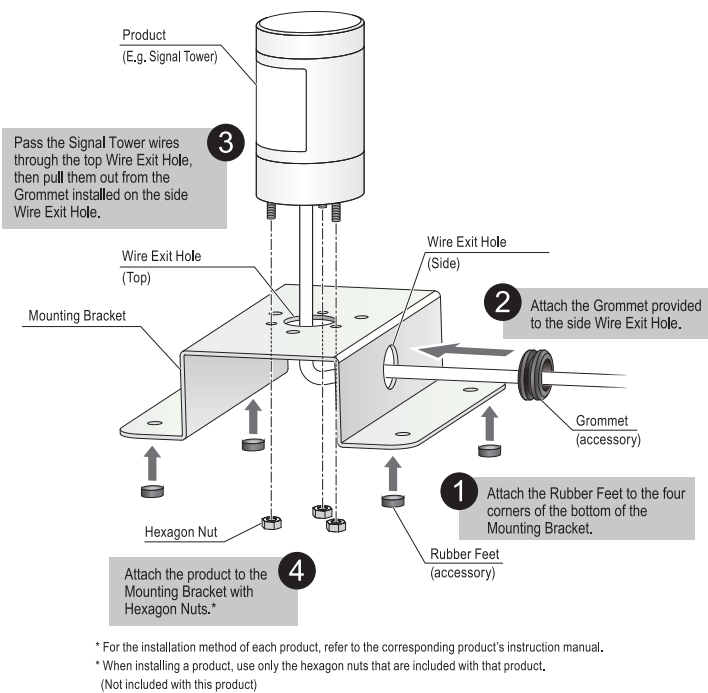 Product
(E.g. Signal Tower)
3
Pass the Signal Tower wires
through the top Wire Exit Hole,
then pull them out from the
Grommet installed on the side
Wire Exit Hole.
Wire Exit Hole
(Top)
Wire Exit Hole
(Side)
Mounting Bracket
2
Attach the Grommet provided
to the side Wire Exit Hole.
Grommet
(accessory)
1
Attach the Rubber Feet to the four
corners of the bottom of the
Mounting Bracket.
Hexagon Nut
Rubber Feet
(accessory)
4
Attach the product to the
Mounting Bracket with
Hexagon Nuts.*
* For the installation method of each product, refer to the corresponding product's instruction manual.
* When installing a product, use only the hexagon nuts that are included with that product.
(Not included with this product)